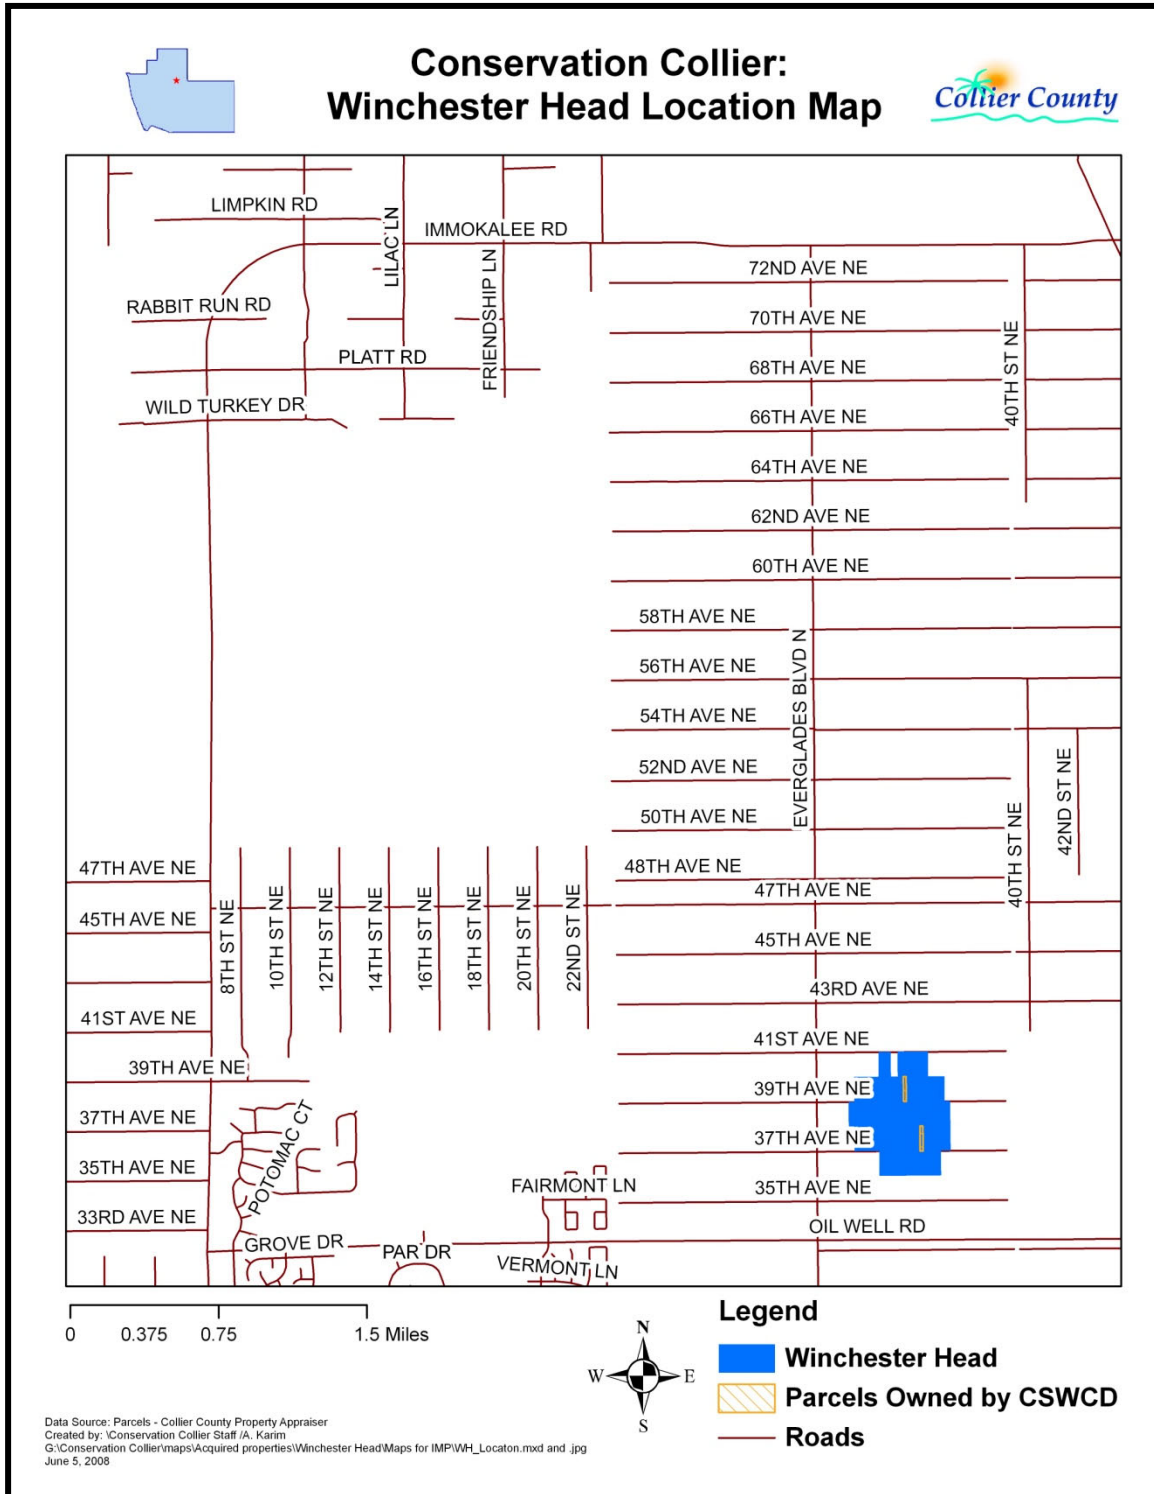 Conservation Collier:
Winchester Head Location Map
Collier County
LIMPKIN RD
LILAC LN
IMMOKALEE RD
FRIENDSHIP LN
72ND AVE NE
RABBIT RUN RD
70TH AVE NE
40TH ST NE
PLATT RD
68TH AVE NE
WILD TURKEY DR
66TH AVE NE
64TH AVE NE
62ND AVE NE
60TH AVE NE
58TH AVE NE
EVERGLADES BLVD N
56TH AVE NE
54TH AVE NE
52ND AVE NE
42ND ST NE
50TH AVE NE
40TH ST NE
48TH AVE NE
47TH AVE NE
47TH AVE NE
45TH AVE NE
8TH ST NE
10TH ST NE
12TH ST NE
14TH ST NE
16TH ST NE
18TH ST NE
20TH ST NE
22ND ST NE
45TH AVE NE
43RD AVE NE
41ST AVE NE
41ST AVE NE
39TH AVE NE
39TH AVE NE
37TH AVE NE
POTOMAC CT
37TH AVE NE
35TH AVE NE
FAIRMONT LN
35TH AVE NE
33RD AVE NE
OIL WELL RD
GROVE DR
PAR DR
VERMONT LN
0 0.375 0.75 1.5 Miles
N
W E
S
Legend
Winchester Head
Parcels Owned by CSWCD
Roads
Data Source: Parcels - Collier County Property Appraiser
Created by: \Conservation Collier Staff /A. Karim
G:\Conservation Collier\maps\Acquired properties\Winchester Head\Maps for IMP\WH_Locaton.mxd and .jpg
June 5, 2008